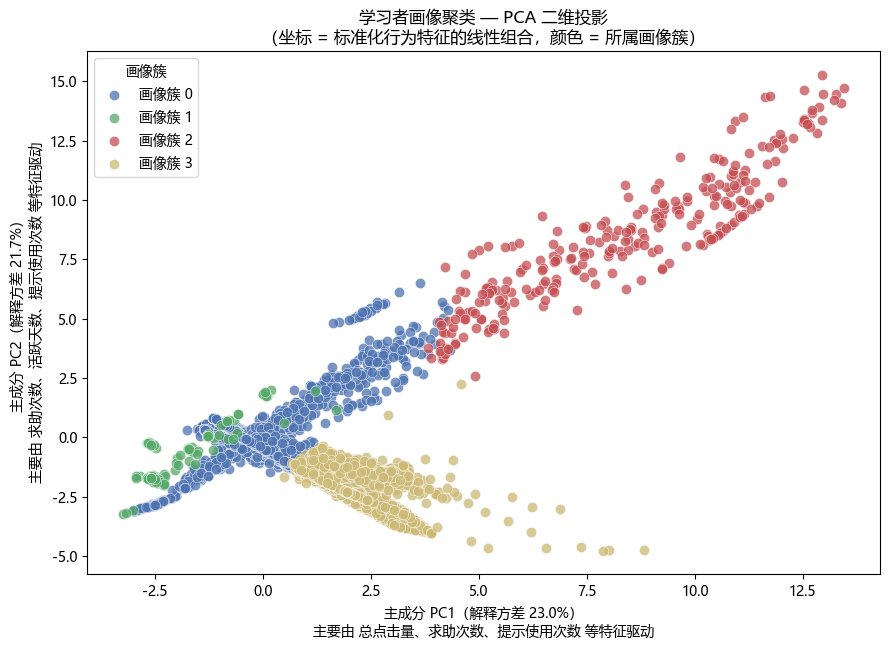 学习者画像聚类 — PCA 二维投影
（坐标 = 标准化行为特征的线性组合，颜色 = 所属画像簇）
画像簇
画像簇 0
画像簇 1
画像簇 2
画像簇 3
主成分 PC2（解释方差 21.7%）
主要由 求助次数、活跃天数、提示使用次数 等特征驱动
15.0
12.5
10.0
7.5
5.0
2.5
0.0
-2.5
-5.0
-2.5
0.0
2.5
5.0
7.5
10.0
12.5
主成分 PC1（解释方差 23.0%）
主要由 总点击量、求助次数、提示使用次数 等特征驱动